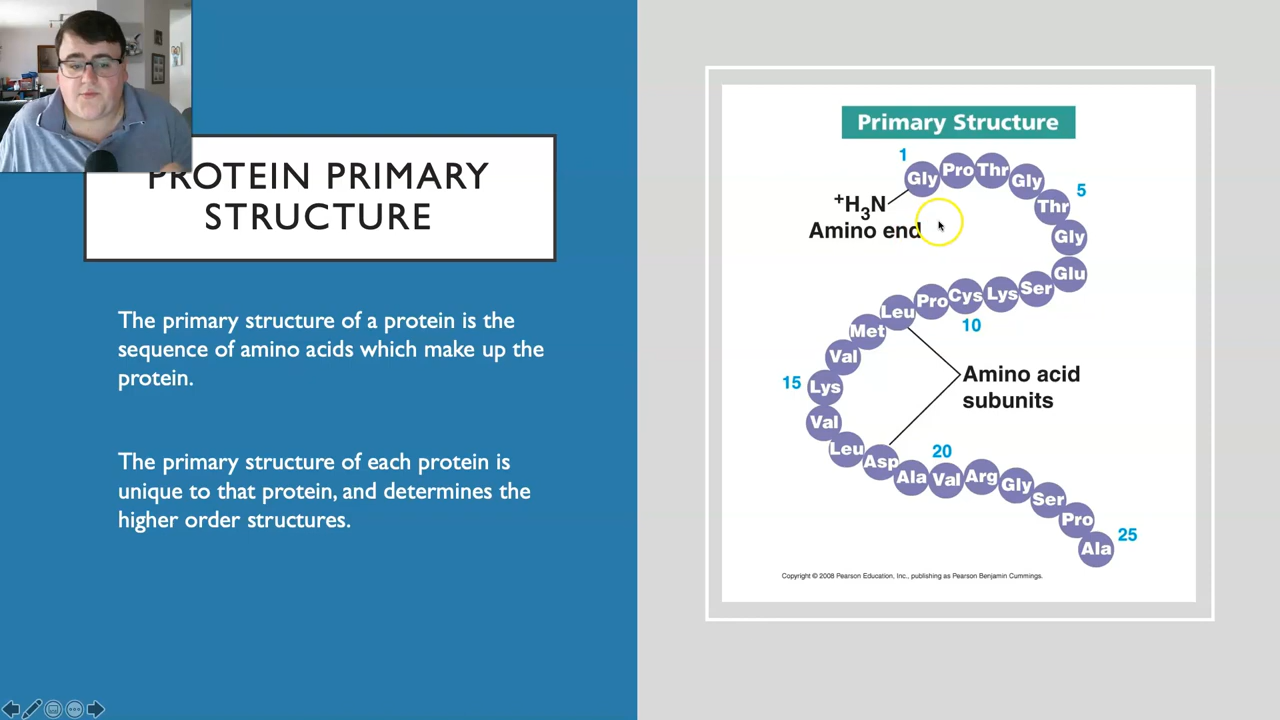 PROTEIN PRIMARY
STRUCTURE
The primary structure of a protein is the
sequence of amino acids which make up the
protein.
The primary structure of each protein is
unique to that protein, and determines the
higher order structures.
Primary Structure
1
Gly Pro Thr Gly
5
Thr
+H3N
Amino end
Gly
Glu
Leu Pro Cys Lys Ser
10
Met
Val
15 Lys
Amino acid
subunits
Val
Leu Asp
20
Ala Val Arg Gly Ser
Pro
25
Ala
Copyright © 2008 Pearson Education, Inc., publishing as Pearson Benjamin Cummings.